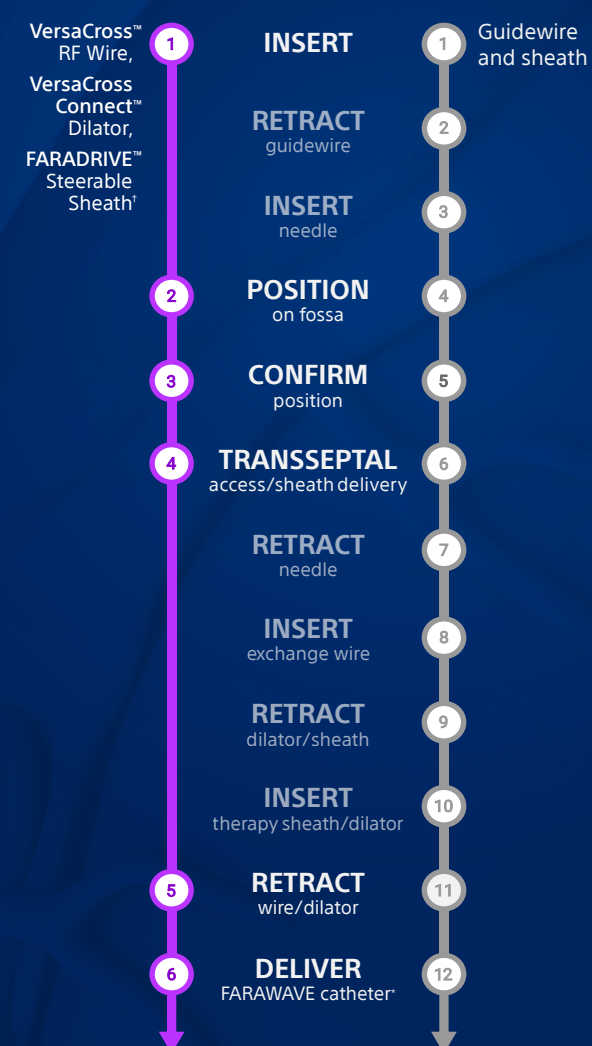 VersaCross™
RF Wire,
VersaCross
Connect™
Dilator,
FARADRIVE™
Steerable
Sheath†
1
INSERT
1
Guidewire
and sheath
RETRACT
guidewire
2
INSERT
needle
3
2
POSITION
on fossa
4
3
CONFIRM
position
5
4
TRANSSEPTAL
access/sheath delivery
6
RETRACT
needle
7
INSERT
exchange wire
8
RETRACT
dilator/sheath
9
INSERT
therapy sheath/dilator
10
5
RETRACT
wire/dilator
11
6
DELIVER
FARAWAVE catheter*
12